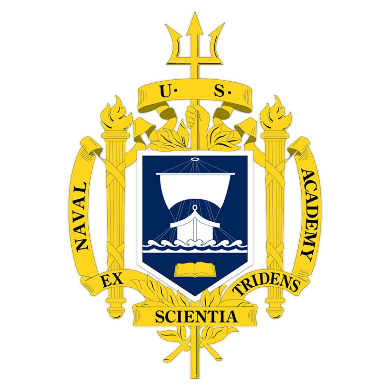 U. S.
NAVAL
ACADEMY
EX
SCIENTIA
TRIDENS